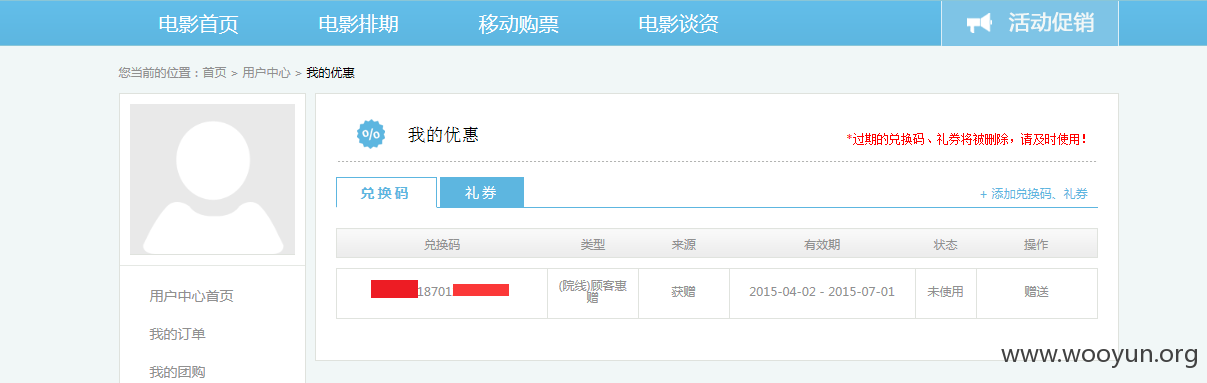 电影首页 电影排期 移动购票 电影谈资 活动促销
您当前的位置：首页 > 用户中心 > 我的优惠
% 我的优惠 *过期的兑换码、礼券将被删除，请及时使用！
兑换码 礼券 + 添加兑换码、礼券
兑换码 类型 来源 有效期 状态 操作
18701 (院线)顾客惠赠 获赠 2015-04-02 - 2015-07-01 未使用 赠送
用户中心首页
我的订单
我的团购
www.wooyun.org